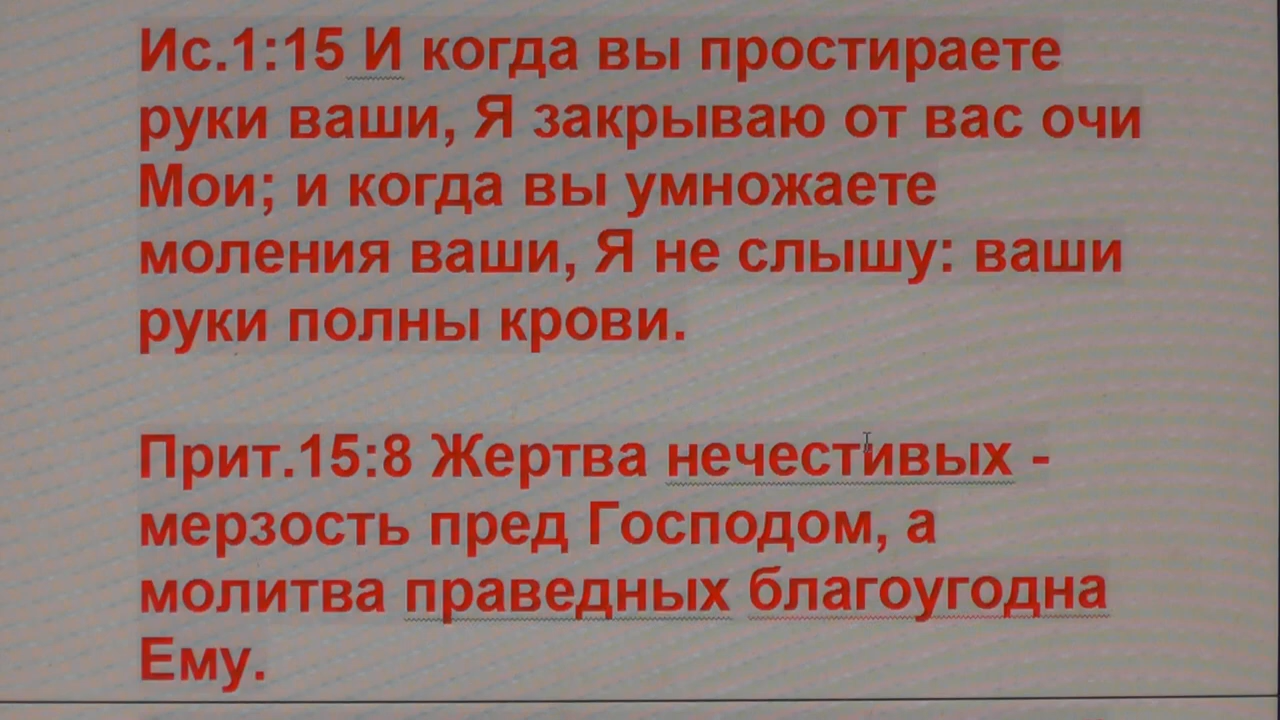 Ис.1:15 И когда вы простираете
руки ваши, Я закрываю от вас очи
Мои; и когда вы умножаете
моления ваши, Я не слышу: ваши
руки полны крови.
Прит.15:8 Жертва нечестивых -
мерзость пред Господом, а
молитва праведных благоугодна
Ему.